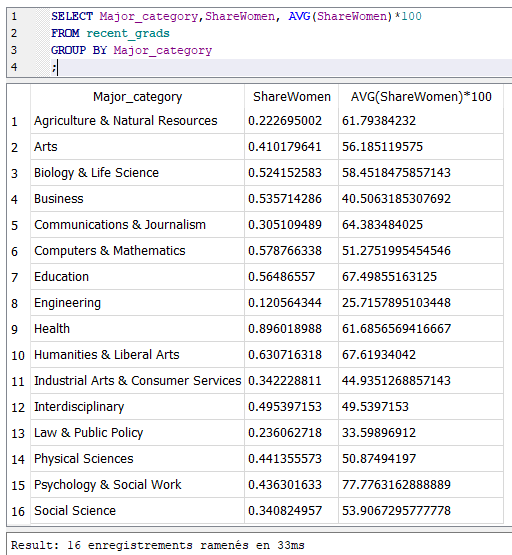 1 SELECT Major_category,ShareWomen, AVG(ShareWomen)*100
2 FROM recent_grads
3 GROUP BY Major_category
4 ;
Major_category ShareWomen AVG(ShareWomen)*100
1 Agriculture & Natural Resources 0.222695002 61.79384232
2 Arts 0.410179641 56.185119575
3 Biology & Life Science 0.524152583 58.4518475857143
4 Business 0.535714286 40.5063185307692
5 Communications & Journalism 0.305109489 64.383484025
6 Computers & Mathematics 0.578766338 51.2751995454546
7 Education 0.56486557 67.49855163125
8 Engineering 0.120564344 25.7157895103448
9 Health 0.896018988 61.6856569416667
10 Humanities & Liberal Arts 0.630716318 67.61934042
11 Industrial Arts & Consumer Services 0.342228811 44.9351268857143
12 Interdisciplinary 0.495397153 49.5397153
13 Law & Public Policy 0.236062718 33.59896912
14 Physical Sciences 0.441355573 50.87494197
15 Psychology & Social Work 0.436301633 77.7763162888889
16 Social Science 0.340824957 53.9067295777778
Result: 16 enregistrements ramenés en 33ms